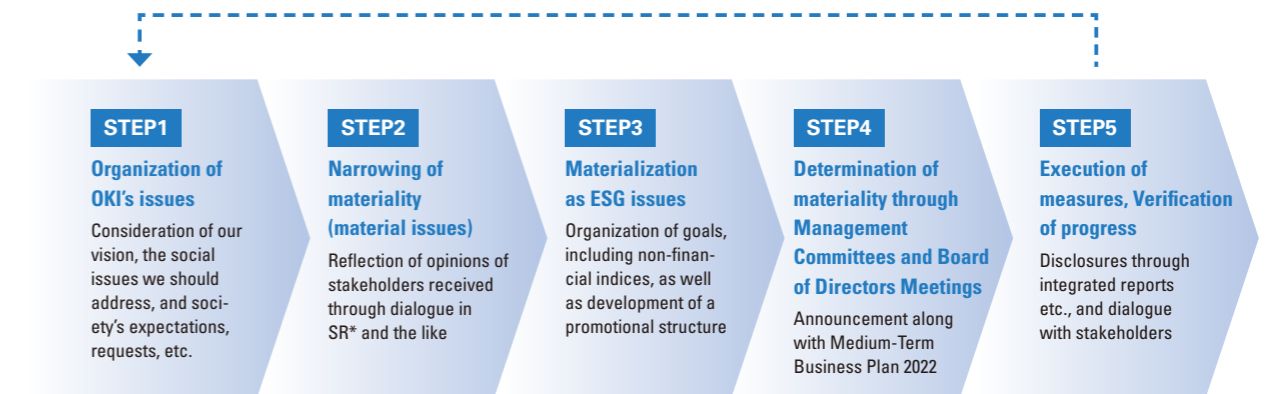 STEP1
Organization of
OKI's issues
Consideration of our
vision, the social
issues we should
address, and soci-
ety's expectations,
requests, etc.
STEP2
Narrowing of
materiality
(material issues)
Reflection of opinions of
stakeholders received
through dialogue in
SR* and the like
STEP3
Materialization
as ESG issues
Organization of goals,
including non-finan-
cial indices, as well
as development of a
promotional structure
STEP4
Determination of
materiality through
Management
Committees and Board
of Directors Meetings
Announcement along
with Medium-Term
Business Plan 2022
STEP5
Execution of
measures, Verification
of progress
Disclosures through
integrated reports
etc., and dialogue
with stakeholders